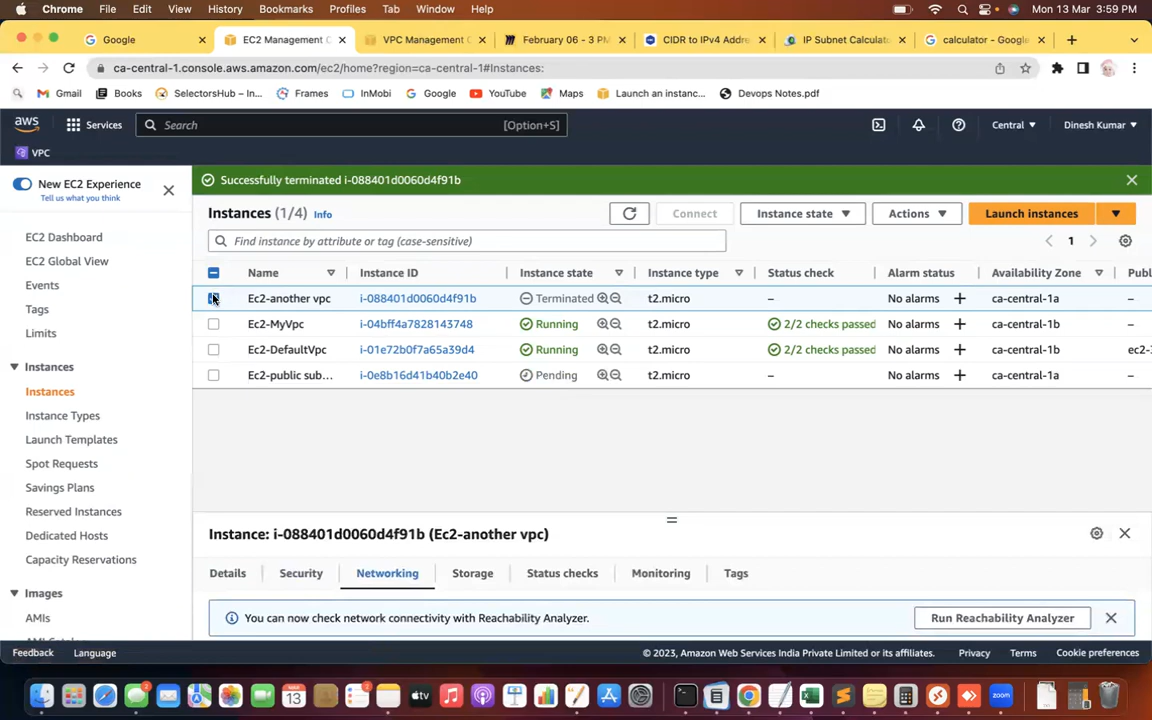 Chrome File Edit View History Bookmarks Profiles Tab Window Help Mon 13 Mar 3:59 PM
Google EC2 Management C VPC Management C February 06 - 3 PM CIDR to IPv4 Addre IP Subnet Calculato calculator - Google
ca-central-1.console.aws.amazon.com/ec2/home?region=ca-central-1#Instances:
Gmail Books SelectorsHub – In... Frames InMobi Google YouTube Maps Launch an instanc... Devops Notes.pdf
aws Services Search [Option+S] Central Dinesh Kumar
VPC
New EC2 Experience
Tell us what you think
Successfully terminated i-088401d0060d4f91b
Instances (1/4) Info Connect Instance state Actions Launch instances
Find instance by attribute or tag (case-sensitive) 1
Name Instance ID Instance state Instance type Status check Alarm status Availability Zone Publ
Ec2-another vpc i-088401d0060d4f91b Terminated t2.micro – No alarms + ca-central-1a –
Ec2-MyVpc i-04bff4a7828143748 Running t2.micro 2/2 checks passed No alarms + ca-central-1b –
Ec2-DefaultVpc i-01e72b0f7a65a39d4 Running t2.micro 2/2 checks passed No alarms + ca-central-1b ec2-
Ec2-public sub... i-0e8b16d41b40b2e40 Pending t2.micro – No alarms + ca-central-1a –
EC2 Dashboard
EC2 Global View
Events
Tags
Limits
Instances
Instances
Instance Types
Launch Templates
Spot Requests
Savings Plans
Reserved Instances
Dedicated Hosts
Capacity Reservations
Images
AMIs
Instance: i-088401d0060d4f91b (Ec2-another vpc)
Details Security Networking Storage Status checks Monitoring Tags
You can now check network connectivity with Reachability Analyzer. Run Reachability Analyzer
Feedback Language © 2023, Amazon Web Services India Private Limited or its affiliates. Privacy Terms Cookie preferences